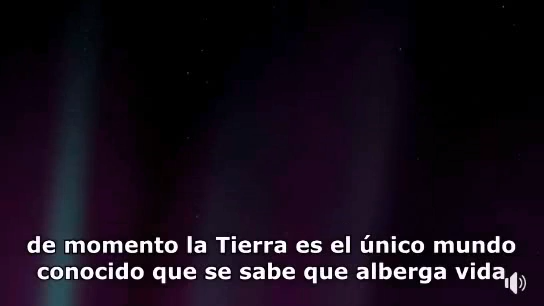 de momento la Tierra es el único mundo
conocido que se sabe que alberga vida